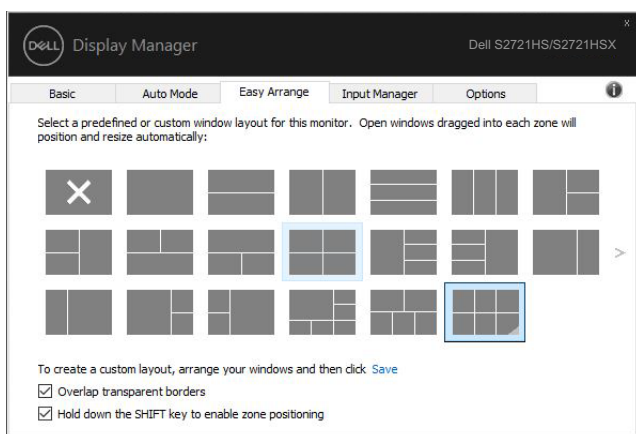 DELL Display Manager
Dell S2721HS/S2721HSX
x
Basic Auto Mode Easy Arrange Input Manager Options i
Select a predefined or custom window layout for this monitor. Open windows dragged into each zone will
position and resize automatically:
>
To create a custom layout, arrange your windows and then click Save
Overlap transparent borders
Hold down the SHIFT key to enable zone positioning